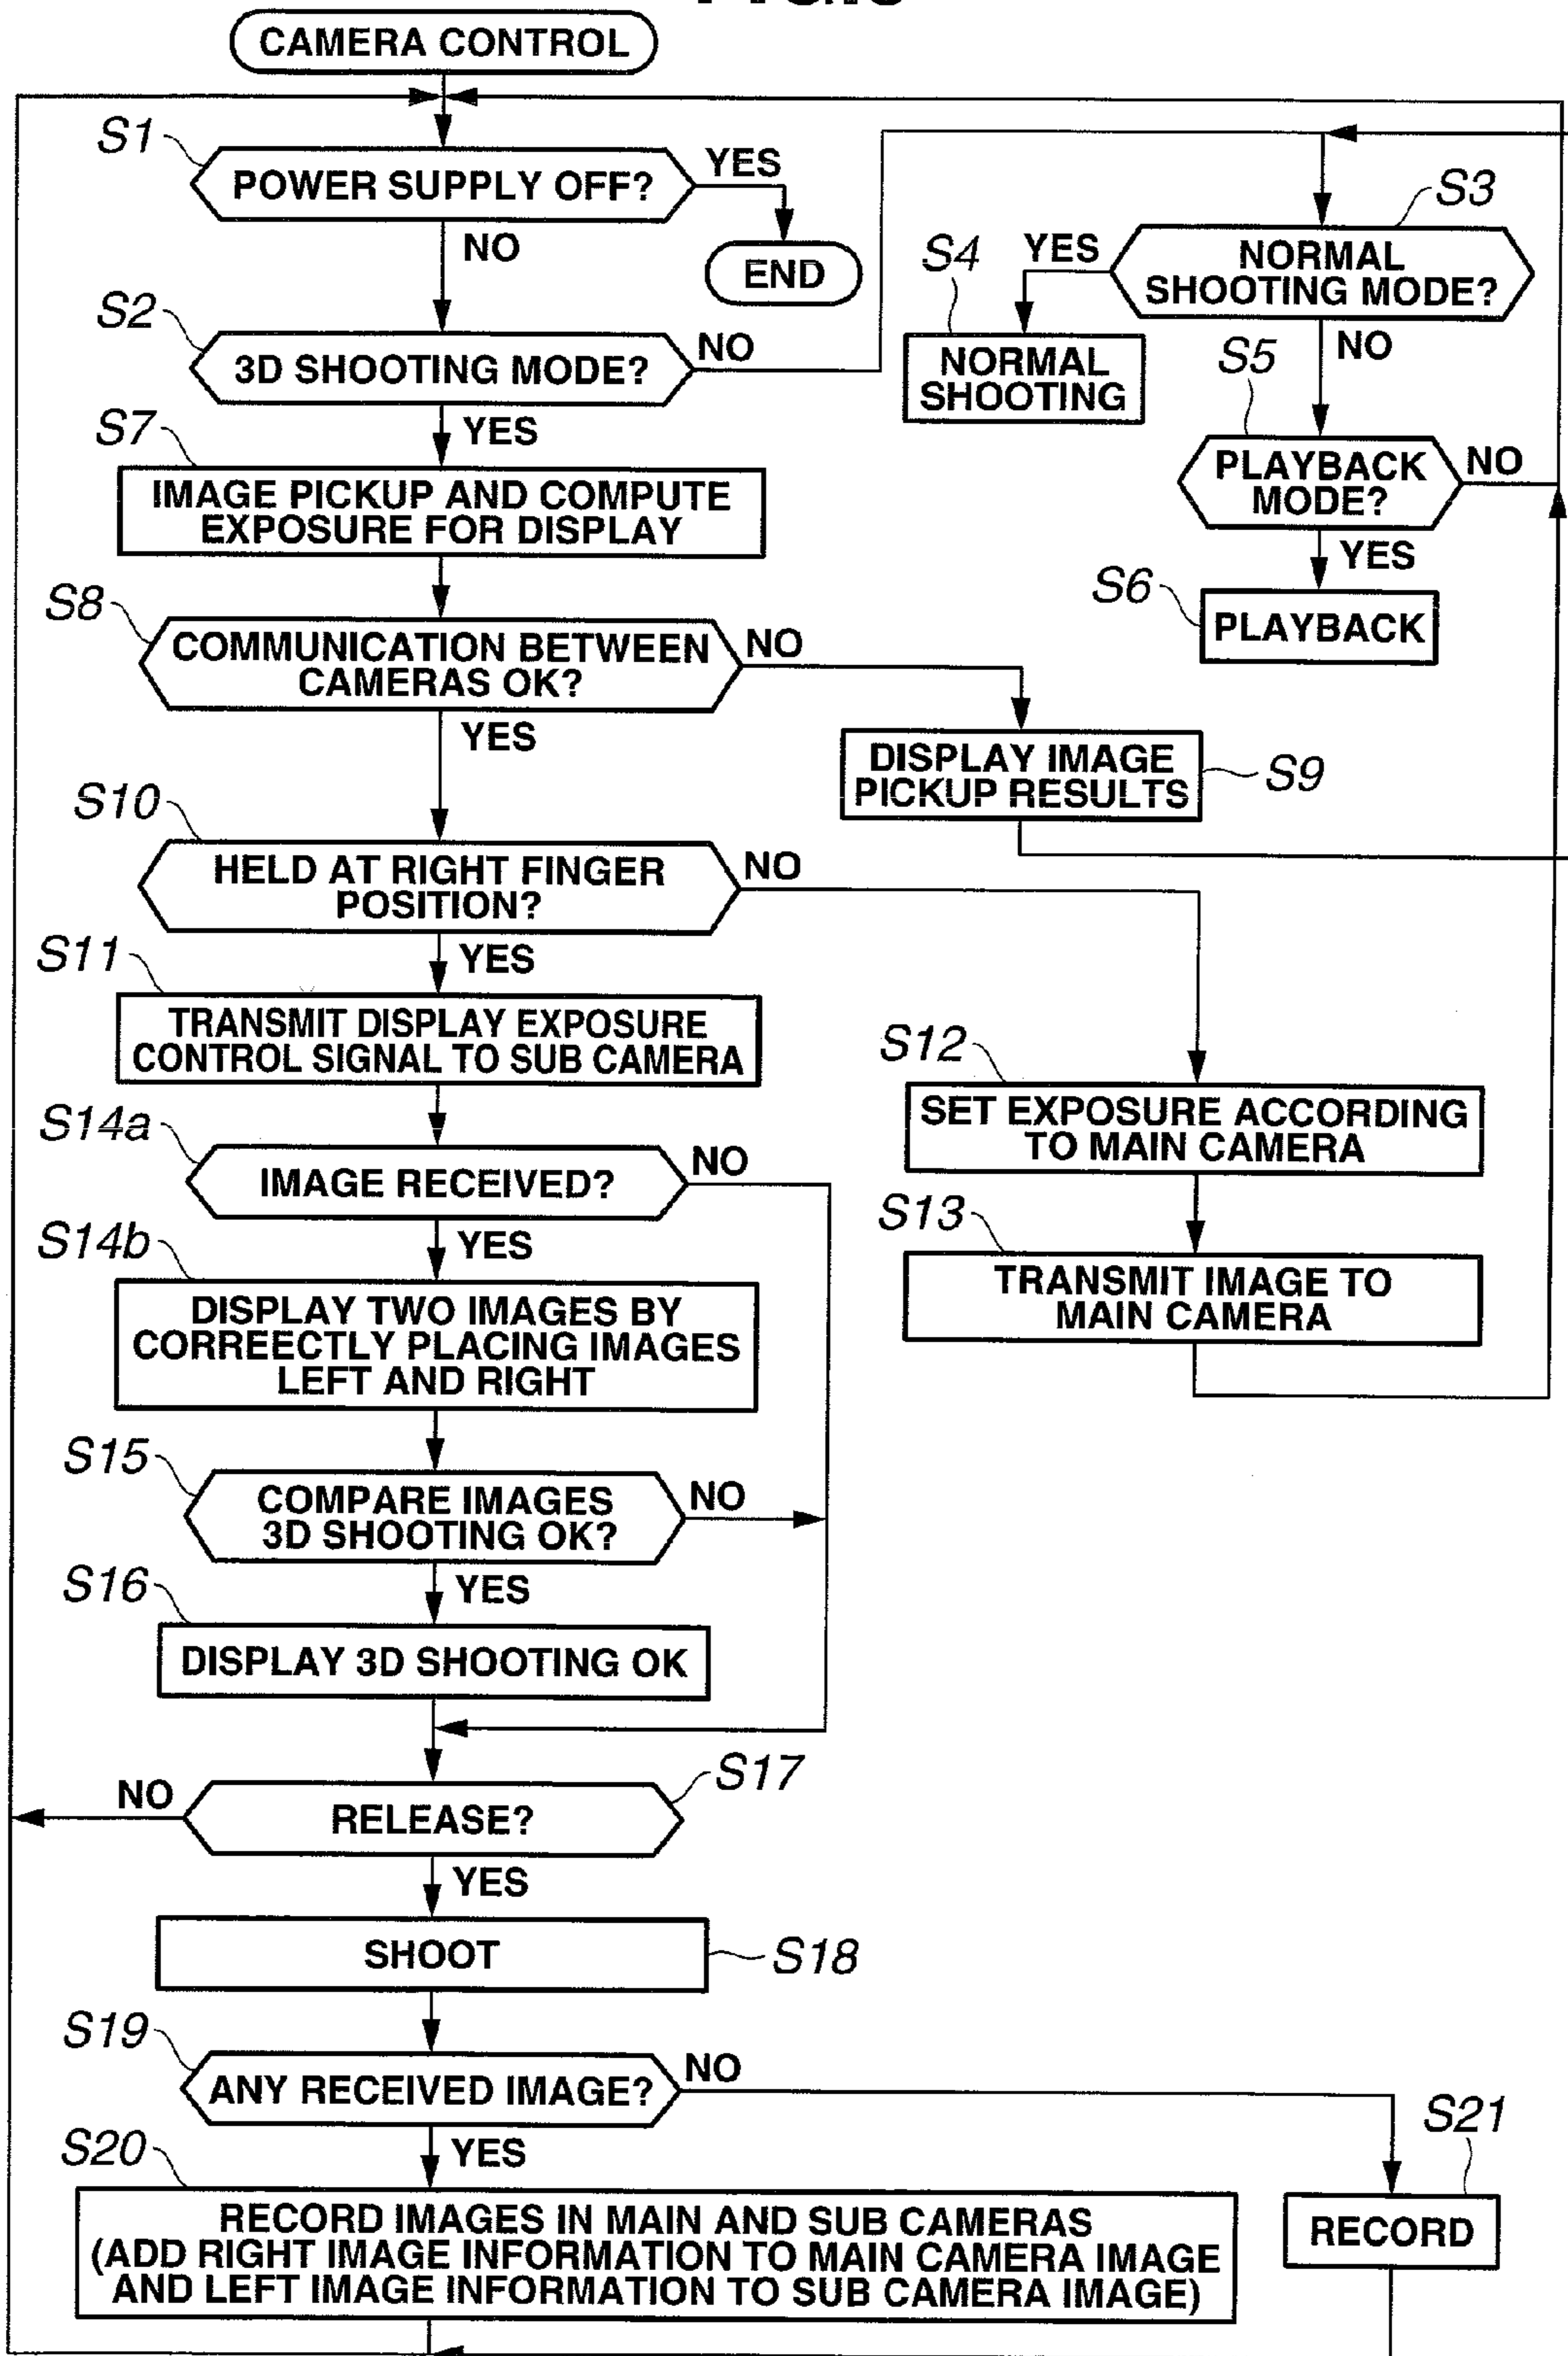 CAMERA CONTROL
S1
POWER SUPPLY OFF?
YES
NO
END
S2
3D SHOOTING MODE?
NO
YES
S3
NORMAL
SHOOTING MODE?
YES
NO
S4
NORMAL
SHOOTING
S5
PLAYBACK
MODE?
NO
YES
S6
PLAYBACK
S7
IMAGE PICKUP AND COMPUTE
EXPOSURE FOR DISPLAY
S8
COMMUNICATION BETWEEN
CAMERAS OK?
NO
YES
DISPLAY IMAGE
PICKUP RESULTS
S9
S10
HELD AT RIGHT FINGER
POSITION?
NO
YES
S11
TRANSMIT DISPLAY EXPOSURE
CONTROL SIGNAL TO SUB CAMERA
S12
SET EXPOSURE ACCORDING
TO MAIN CAMERA
S13
TRANSMIT IMAGE TO
MAIN CAMERA
S14a
IMAGE RECEIVED?
NO
YES
S14b
DISPLAY TWO IMAGES BY
CORREECTLY PLACING IMAGES
LEFT AND RIGHT
S15
COMPARE IMAGES
3D SHOOTING OK?
NO
YES
S16
DISPLAY 3D SHOOTING OK
S17
RELEASE?
NO
YES
SHOOT
S18
S19
ANY RECEIVED IMAGE?
NO
YES
S20
RECORD IMAGES IN MAIN AND SUB CAMERAS
(ADD RIGHT IMAGE INFORMATION TO MAIN CAMERA IMAGE
AND LEFT IMAGE INFORMATION TO SUB CAMERA IMAGE)
S21
RECORD